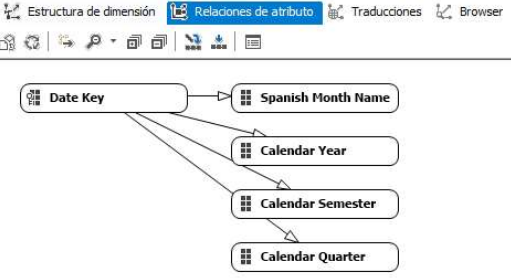 Estructura de dimensión Relaciones de atributo Traducciones Browser
Date Key Spanish Month Name
Calendar Year
Calendar Semester
Calendar Quarter